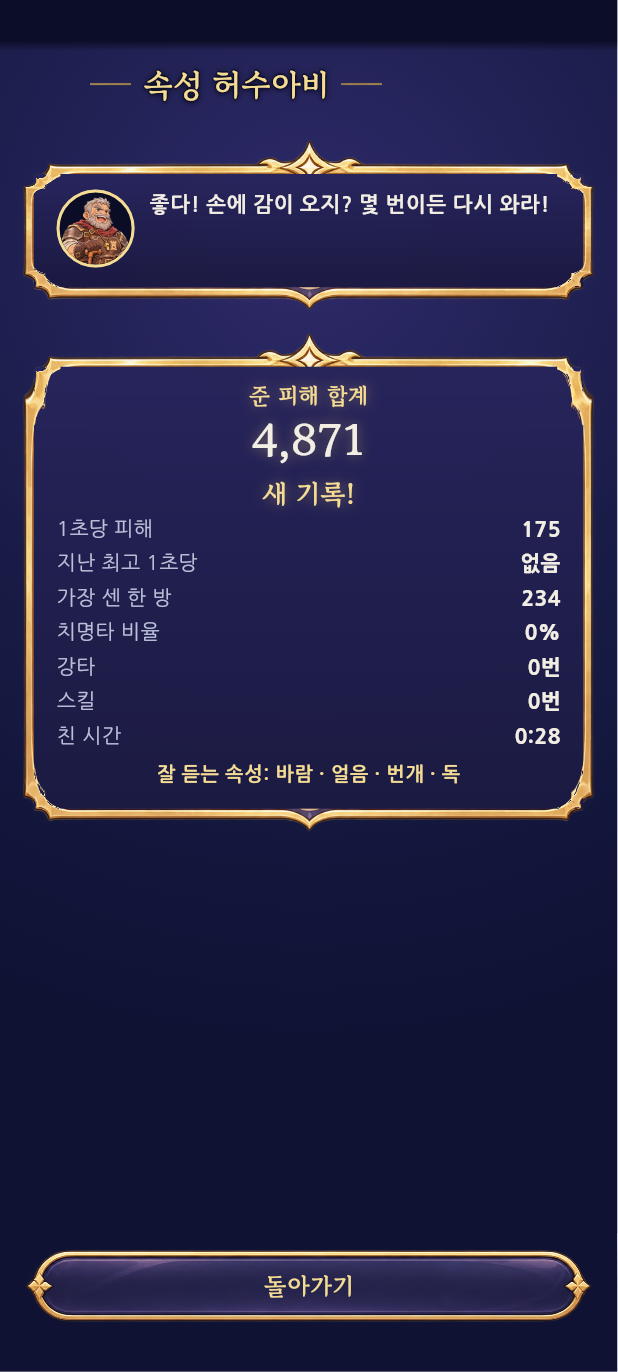 속성 허수아비
좋다! 손에 감이 오지? 몇 번이든 다시 와라!
준 피해 합계
4,871
새 기록!
1초당 피해 175
지난 최고 1초당 없음
가장 센 한 방 234
치명타 비율 0%
강타 0번
스킬 0번
친 시간 0:28
잘 듣는 속성: 바람 · 얼음 · 번개 · 독
돌아가기